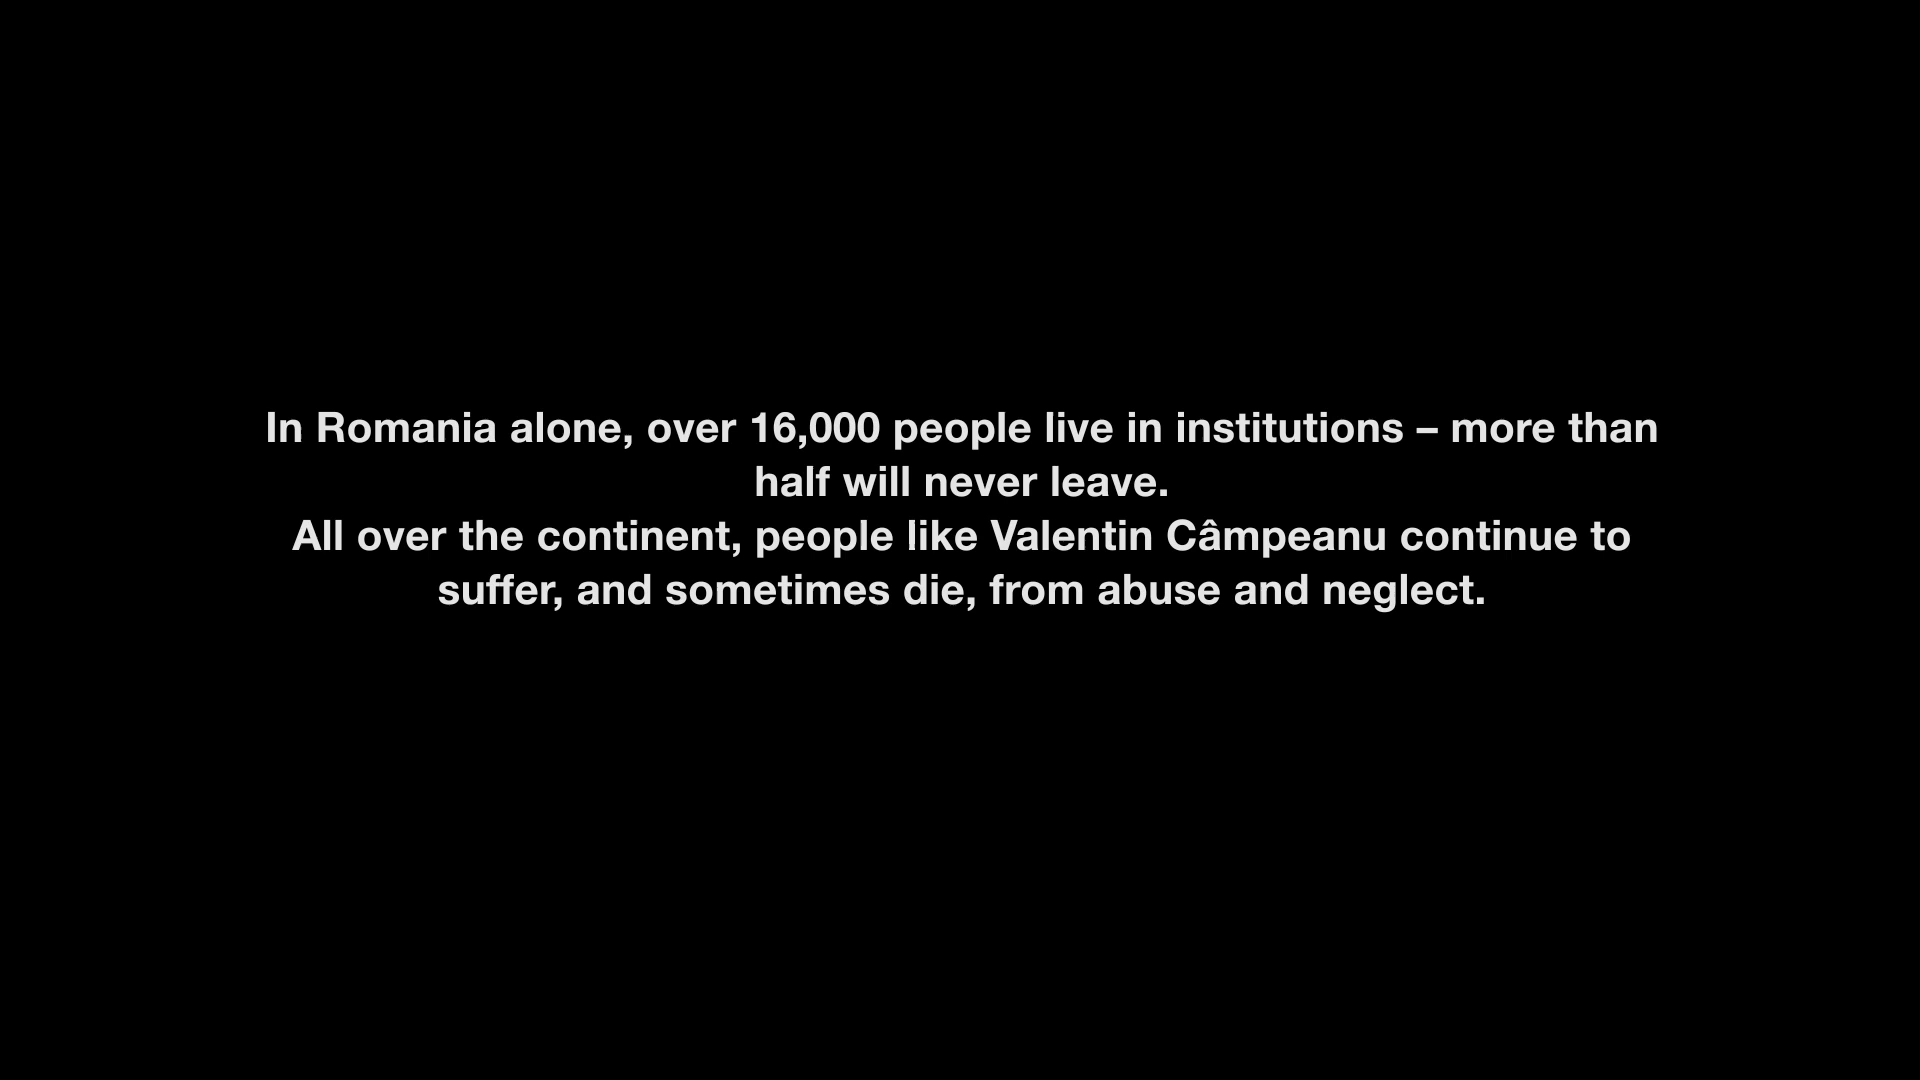 In Romania alone, over 16,000 people live in institutions – more than
half will never leave.
All over the continent, people like Valentin Câmpeanu continue to
suffer, and sometimes die, from abuse and neglect.